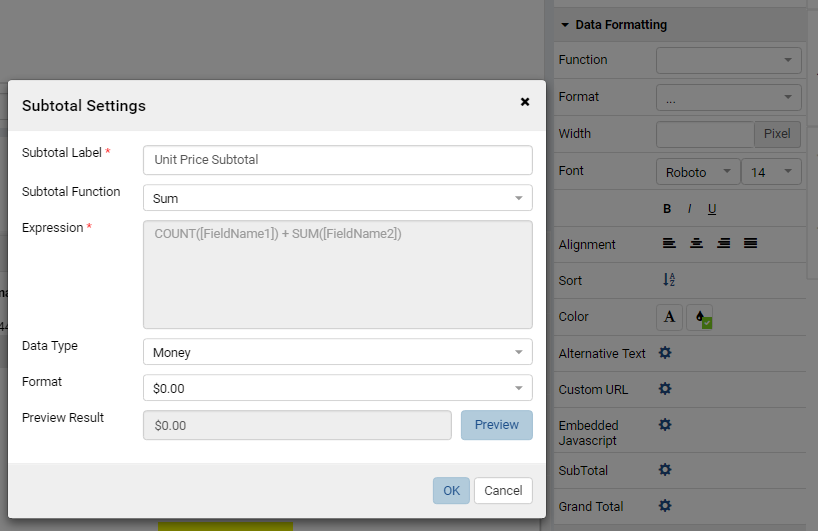 Subtotal Settings
Subtotal Label *
Unit Price Subtotal
Subtotal Function
Sum
Expression *
COUNT([FieldName1]) + SUM([FieldName2])
Data Type
Money
Format
$0.00
Preview Result
$0.00
Preview
OK
Cancel
Data Formatting
Function
Format
...
Width
Pixel
Font
Roboto
14
B I U
Alignment
Sort
Color
A
Alternative Text
Custom URL
Embedded
Javascript
SubTotal
Grand Total